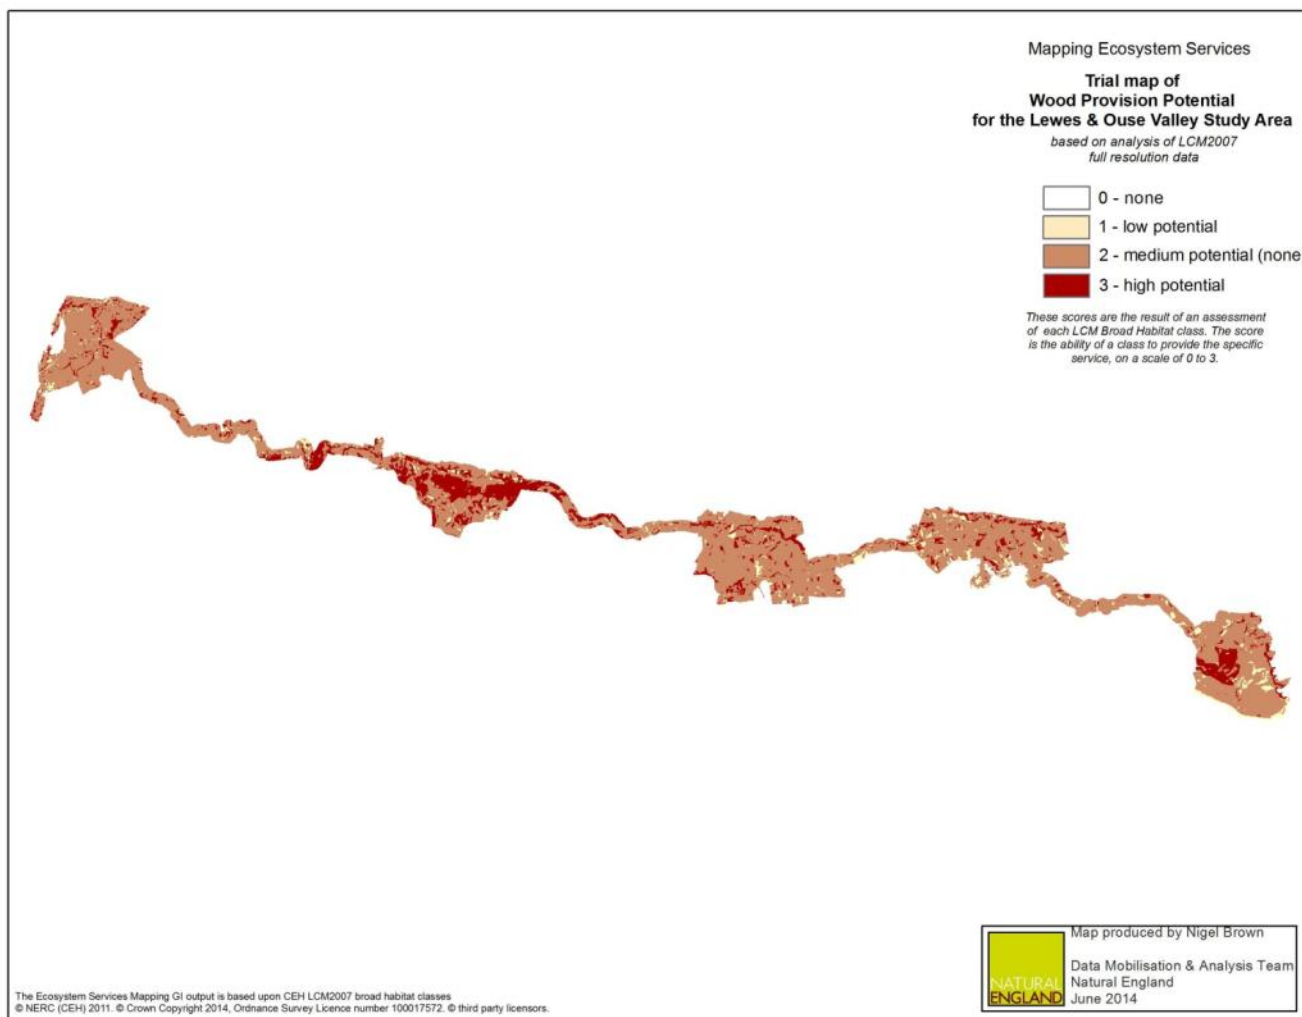 Mapping Ecosystem Services
Trial map of
Wood Provision Potential
for the Lewes & Ouse Valley Study Area
based on analysis of LCM2007
full resolution data
0 - none
1 - low potential
2 - medium potential (none
3 - high potential
These scores are the result of an assessment
of each LCM Broad Habitat class. The score
is the ability of a class to provide the specific
service, on a scale of 0 to 3.
Map produced by Nigel Brown
Data Mobilisation & Analysis Team
Natural England
June 2014
NATURAL
ENGLAND
The Ecosystem Services Mapping GI output is based upon CEH LCM2007 broad habitat classes
© NERC (CEH) 2011. © Crown Copyright 2014, Ordnance Survey Licence number 100017572. © third party licensors.